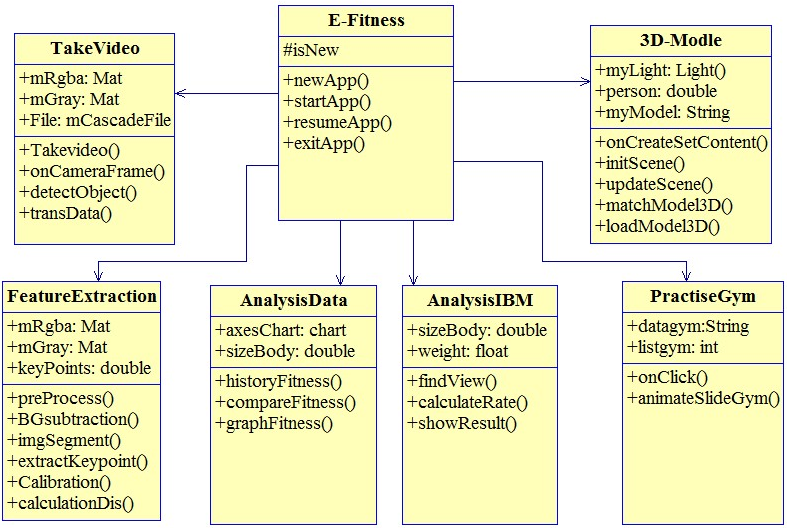 E-Fitness
#isNew
+newApp()
+startApp()
+resumeApp()
+exitApp()
TakeVideo
+mRgba: Mat
+mGray: Mat
+File: mCascadeFile
+Takevideo()
+onCameraFrame()
+detectObject()
+transData()
3D-Modle
+myLight: Light()
+person: double
+myModel: String
+onCreateSetContent()
+initScene()
+updateScene()
+matchModel3D()
+loadModel3D()
FeatureExtraction
+mRgba: Mat
+mGray: Mat
+keyPoints: double
+preProcess()
+BGsubtraction()
+imgSegment()
+extractKeypoint()
+Calibration()
+calculationDis()
AnalysisData
+axesChart: chart
+sizeBody: double
+historyFitness()
+compareFitness()
+graphFitness()
AnalysisIBM
+sizeBody: double
+weight: float
+findView()
+calculateRate()
+showResult()
PractiseGym
+datagym:String
+listgym: int
+onClick()
+animateSlideGym()